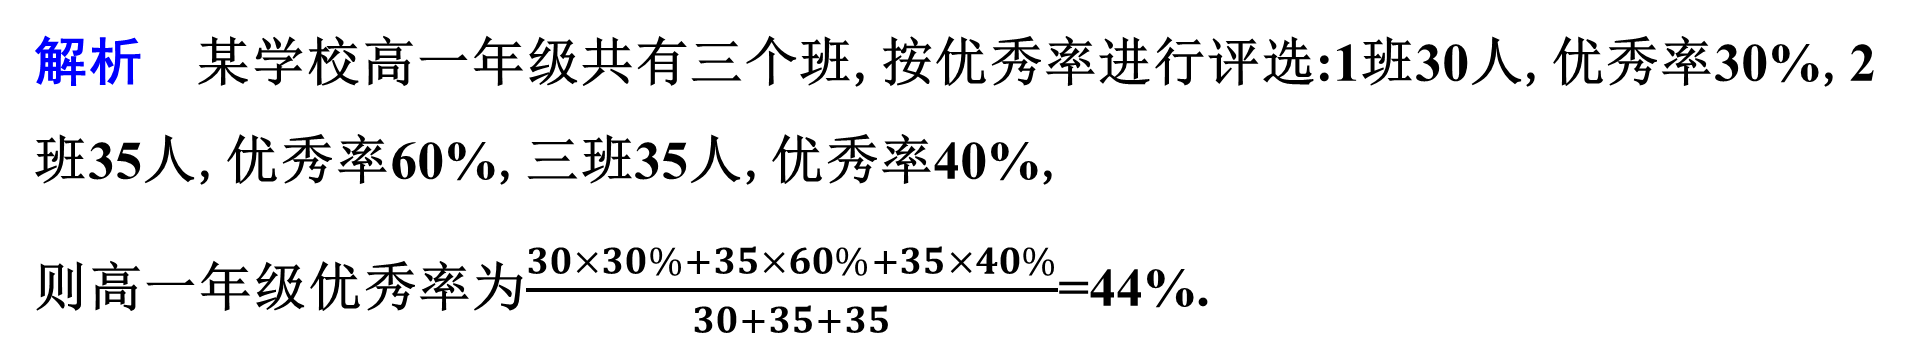 解析 某学校高一年级共有三个班,按优秀率进行评选:1班30人,优秀率30%,2
班35人,优秀率60%,三班35人,优秀率40%,
则高一年级优秀率为\frac{30×30%+35×60%+35×40%}{30+35+35}=44%.